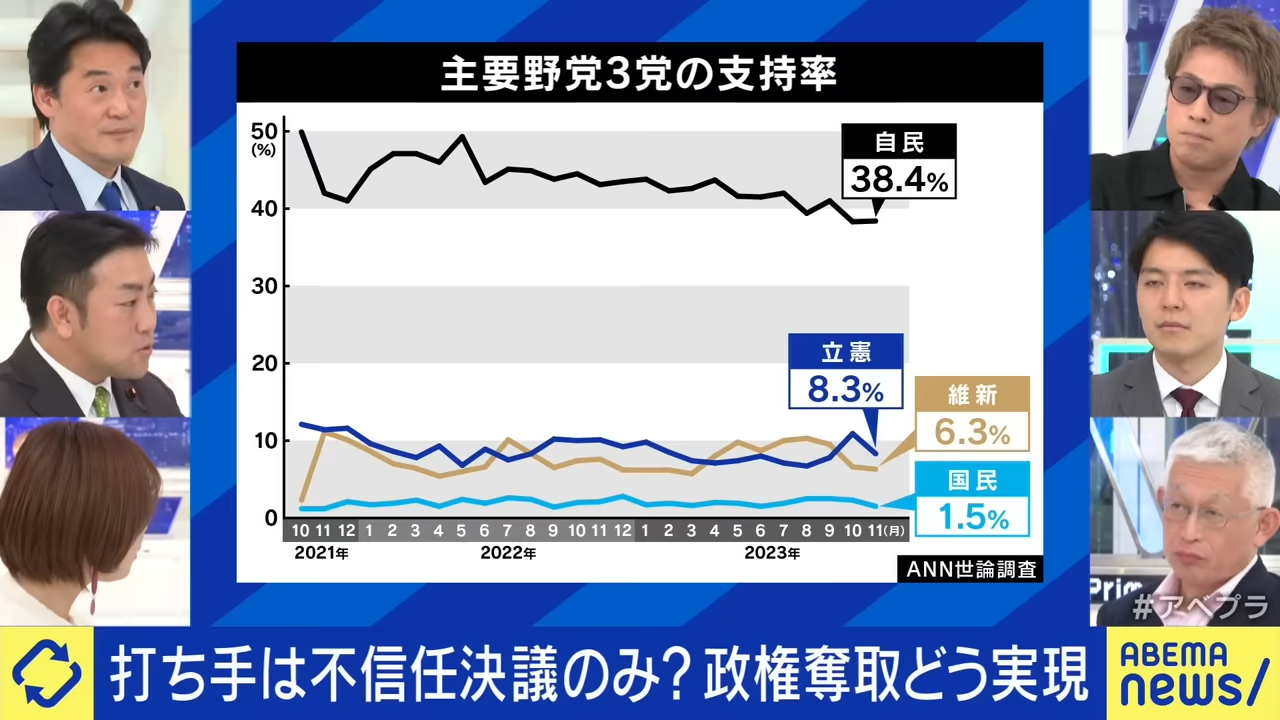 主要野党3党の支持率
50
(%)
40
30
20
10
0
自民
38.4%
立憲
8.3%
維新
6.3%
国民
1.5%
10 11 12 1 2 3 4 5 6 7 8 9 10 11 12 1 2 3 4 5 6 7 8 9 10 11(月)
2021年 2022年 2023年
ANN世論調査
Prim
#アベプラ
打ち手は不信任決議のみ?政権奪取どう実現
ABEMA
news/